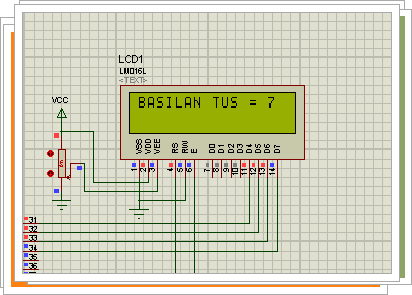 LCD1
LM016L
<TEXT>
VCC
BASILAN TUS = 7
VSS VDD VEE RS RW E D0 D1 D2 D3 D4 D5 D6 D7
1 2 3 4 5 6 7 8 9 10 11 12 13 14
31
32
33
34
35
36